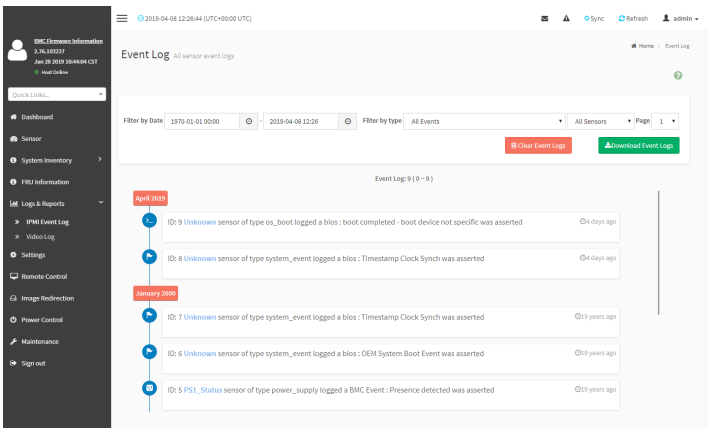 2019-04-08 12:26:44 (UTC+00:00 UTC)
Sync
Refresh
admin
BMC Firmware Information
2.76.103227
Jan 28 2019 10:44:04 CST
Host Online
Quick Links...
Dashboard
Sensor
System Inventory
FRU Information
Logs & Reports
IPMI Event Log
Video Log
Settings
Remote Control
Image Redirection
Power Control
Maintenance
Sign out
Event Log All sensor event logs
Home > Event Log
Filter by Date 1970-01-01 00:00 - 2019-04-08 12:26 Filter by type All Events All Sensors Page 1
Clear Event Logs
Download Event Logs
Event Log: 9 ( 0 ~ 9 )
April 2019
ID: 9 Unknown sensor of type os_boot logged a bios : boot completed - boot device not specific was asserted 4 days ago
ID: 8 Unknown sensor of type system_event logged a bios : Timestamp Clock Synch was asserted 4 days ago
January 2000
ID: 7 Unknown sensor of type system_event logged a bios : Timestamp Clock Synch was asserted 19 years ago
ID: 6 Unknown sensor of type system_event logged a bios : OEM System Boot Event was asserted 19 years ago
ID: 5 PS1_Status sensor of type power_supply logged a BMC Event : Presence detected was asserted 19 years ago